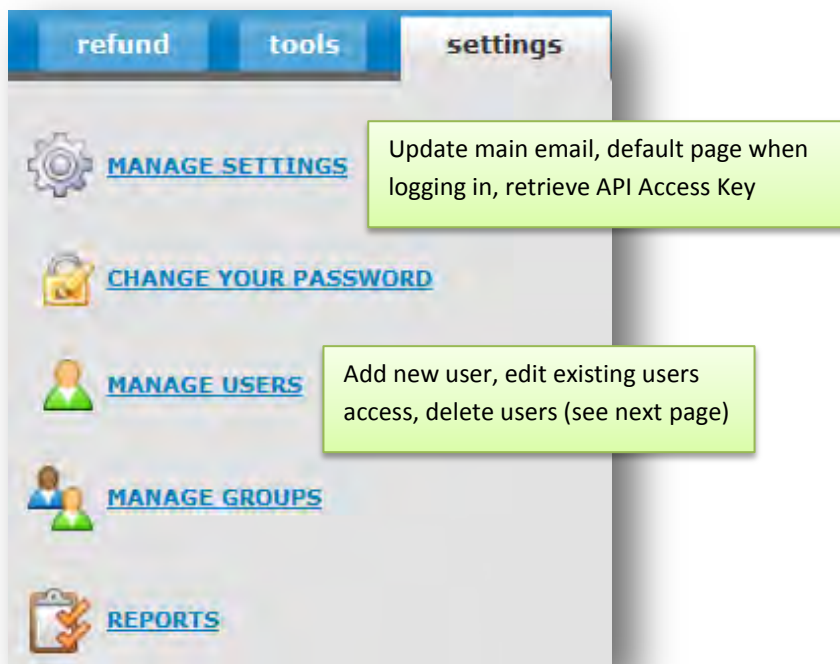 refund tools settings
MANAGE SETTINGS
Update main email, default page when
logging in, retrieve API Access Key
CHANGE YOUR PASSWORD
MANAGE USERS
Add new user, edit existing users
access, delete users (see next page)
MANAGE GROUPS
REPORTS